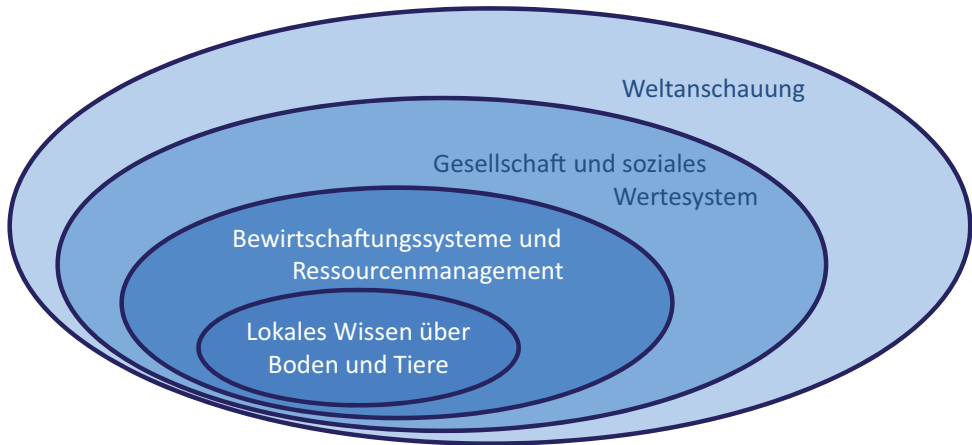 Weltanschauung
Gesellschaft und soziales
Wertesystem
Bewirtschaftungssysteme und
Ressourcenmanagement
Lokales Wissen über
Boden und Tiere